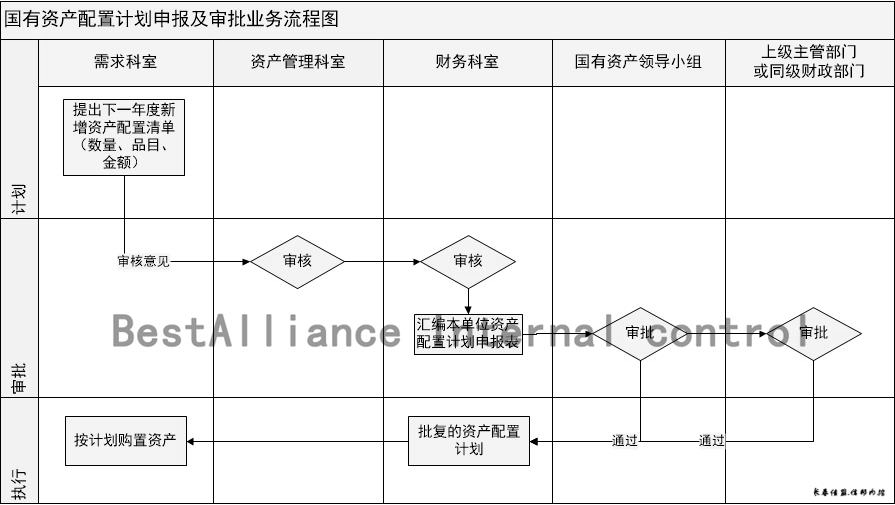 国有资产配置计划申报及审批业务流程图
需求科室
资产管理科室
财务科室
国有资产领导小组
上级主管部门
或同级财政部门
计划
提出下一年度新
增资产配置清单
（数量、品目、
金额）
审批
审核意见
审核
审核
汇编本单位资产
配置计划申报表
审批
审批
BestAlliance Internal control
执行
按计划购置资产
批复的资产配置
计划
通过
通过